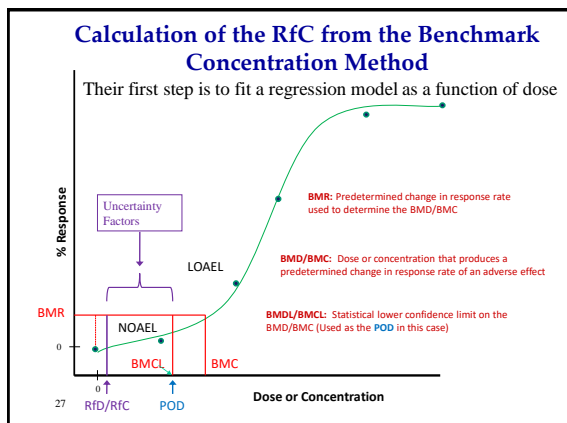 Calculation of the RfC from the Benchmark
Concentration Method
Their first step is to fit a regression model as a function of dose
% Response
Uncertainty
Factors
BMR: Predetermined change in response rate
used to determine the BMD/BMC
LOAEL
BMD/BMC: Dose or concentration that produces a
predetermined change in response rate of an adverse effect
BMDL/BMCL: Statistical lower confidence limit on the
BMD/BMC (Used as the POD in this case)
BMR
NOAEL
0
BMCL
BMC
0
Dose or Concentration
RfD/RfC
POD
27